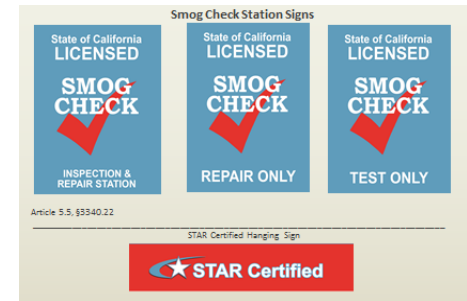 Smog Check Station Signs
State of California
LICENSED
SMOG
CHECK
INSPECTION &
REPAIR STATION
State of California
LICENSED
SMOG
CHECK
REPAIR ONLY
State of California
LICENSED
SMOG
CHECK
TEST ONLY
Article 5.5, §3340.22
STAR Certified Hanging Sign
STAR Certified